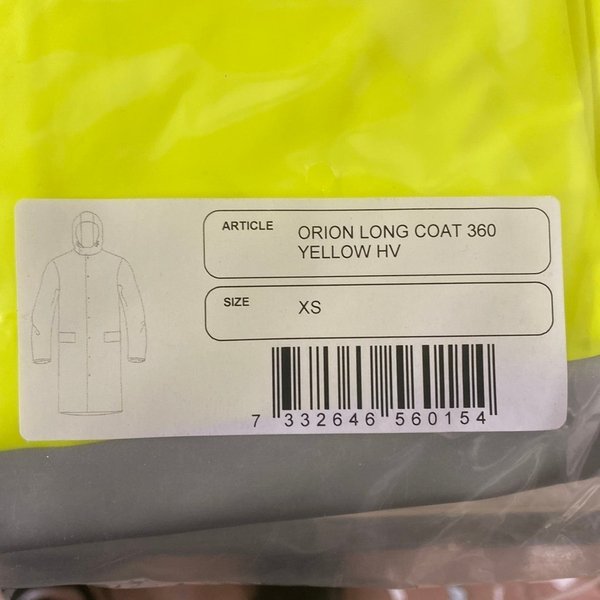 ARTICLE
ORION LONG COAT 360
YELLOW HV
SIZE
XS
7 332646 560154